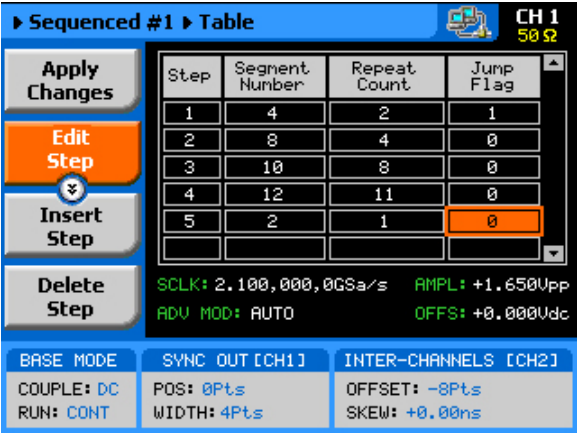 ▶ Sequenced #1 ▶ Table
CH 1
50 Ω
Apply
Changes
Edit
Step
Insert
Step
Delete
Step
Step Segment Number Repeat Count Jump Flag
1 4 2 1
2 8 4 0
3 10 8 0
4 12 11 0
5 2 1 0
SCLK: 2.100,000,0GSa/s AMPL: +1.650Vpp
ADV MOD: AUTO OFFS: +0.000Vdc
BASE MODE
COUPLE: DC
RUN: CONT
SYNC OUT [CH1]
POS: 0Pts
WIDTH: 4Pts
INTER-CHANNELS [CH2]
OFFSET: -8Pts
SKEW: +0.00ns